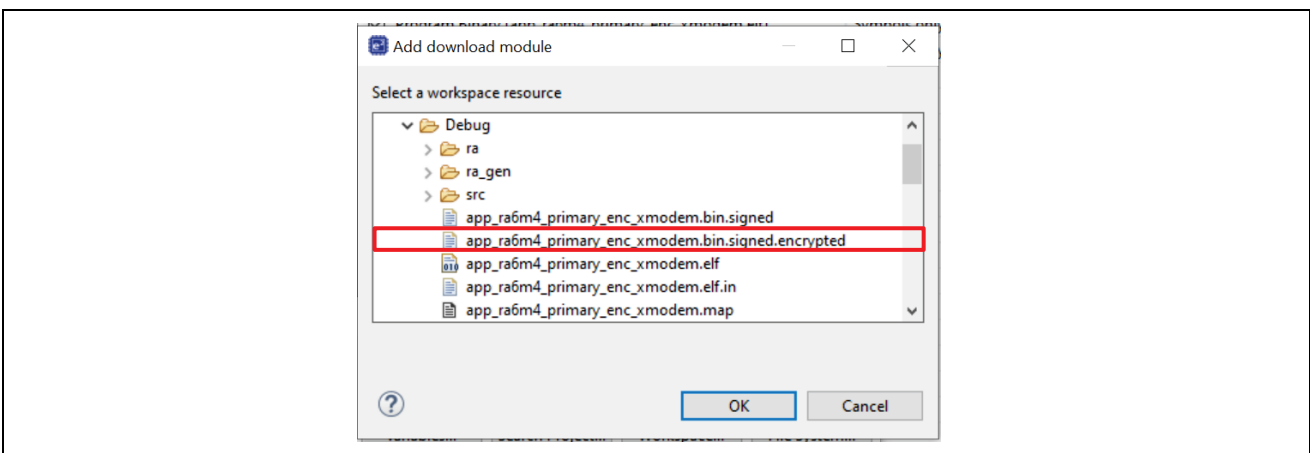 Add download module
Select a workspace resource
Debug
ra
ra_gen
src
app_ra6m4_primary_enc_xmodem.bin.signed
app_ra6m4_primary_enc_xmodem.bin.signed.encrypted
app_ra6m4_primary_enc_xmodem.elf
app_ra6m4_primary_enc_xmodem.elf.in
app_ra6m4_primary_enc_xmodem.map
OK Cancel